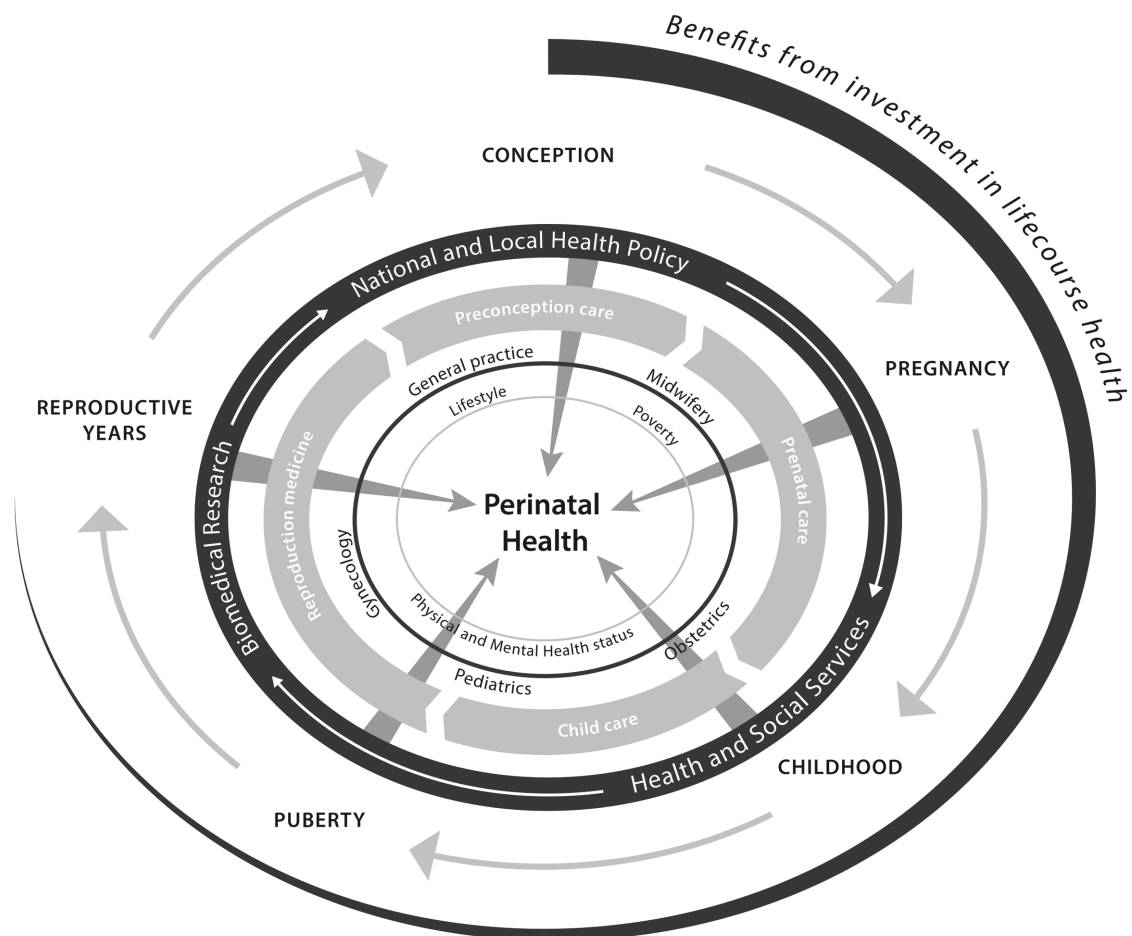 Benefits from investment in lifecourse health
CONCEPTION
PREGNANCY
CHILDHOOD
PUBERTY
REPRODUCTIVE
YEARS
National and Local Health Policy
Health and Social Services
Biomedical Research
Preconception care
Prenatal care
Child care
Reproduction medicine
General practice
Midwifery
Obstetrics
Pediatrics
Gynecology
Lifestyle
Poverty
Physical and Mental Health status
Perinatal
Health